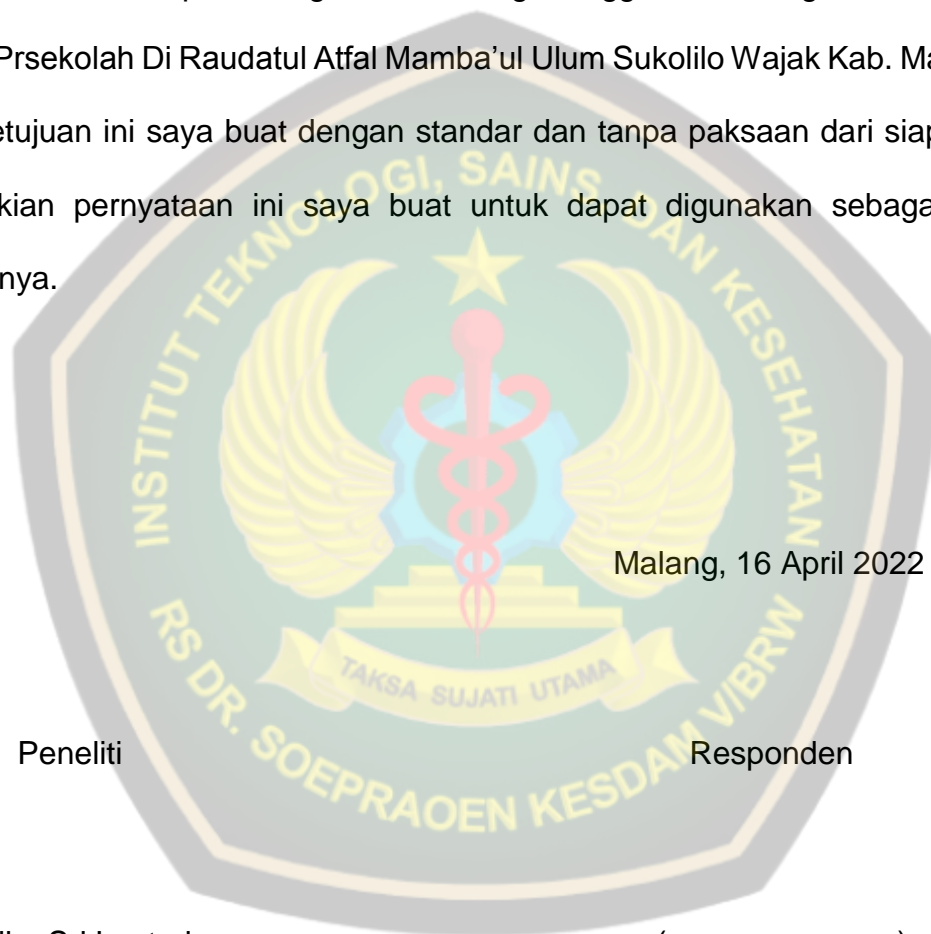 Prsekolah Di Raudatul Atfal Mamba’ul Ulum Sukolilo Wajak Kab. Ma
etujuan ini saya buat dengan standar dan tanpa paksaan dari siap
kian pernyataan ini saya buat untuk dapat digunakan sebaga
nya.
INSTITUT TEKNOLOGI, SAINS, DAN KESEHATAN
Malang, 16 April 2022
TAKSA SUJATI UTAMA
RS DR. SOEPRAOEN KESDAM V/BRW
Peneliti Responden